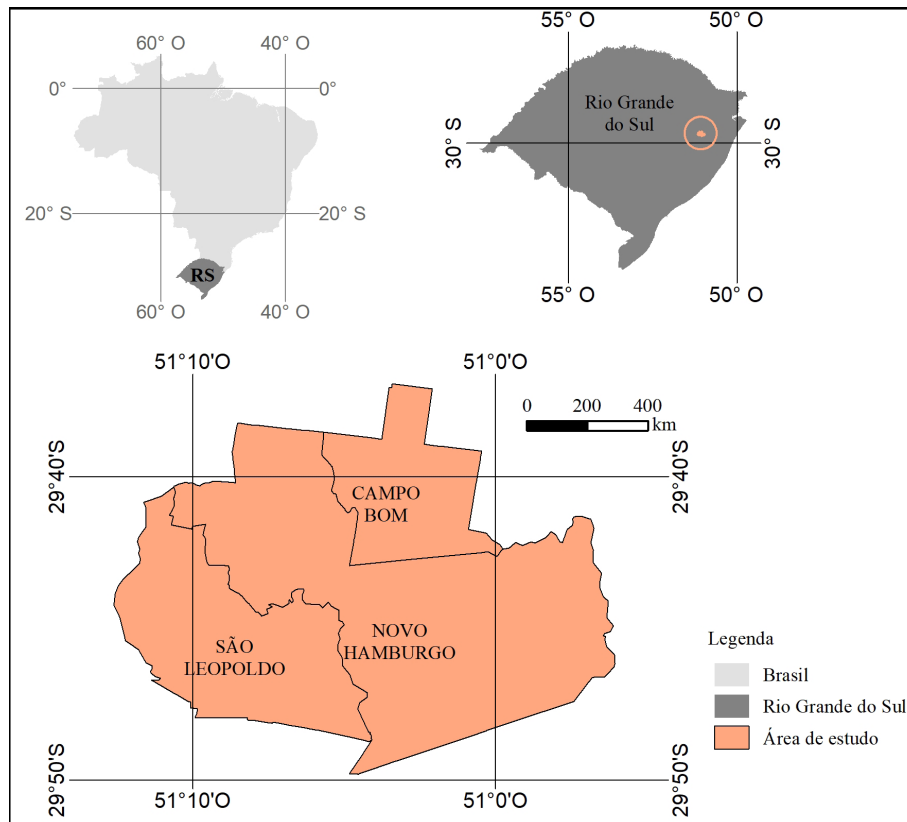 60° O
40° O
0°
0°
20° S
20° S
RS
60° O
40° O
55° O
50° O
Rio Grande
do Sul
30° S
30° S
55° O
50° O
51°10'O
51°0'O
0
200
400
km
29°40'S
29°40'S
CAMPO
BOM
SÃO
LEOPOLDO
NOVO
HAMBURGO
29°50'S
29°50'S
51°10'O
51°0'O
Legenda
Brasil
Rio Grande do Sul
Área de estudo